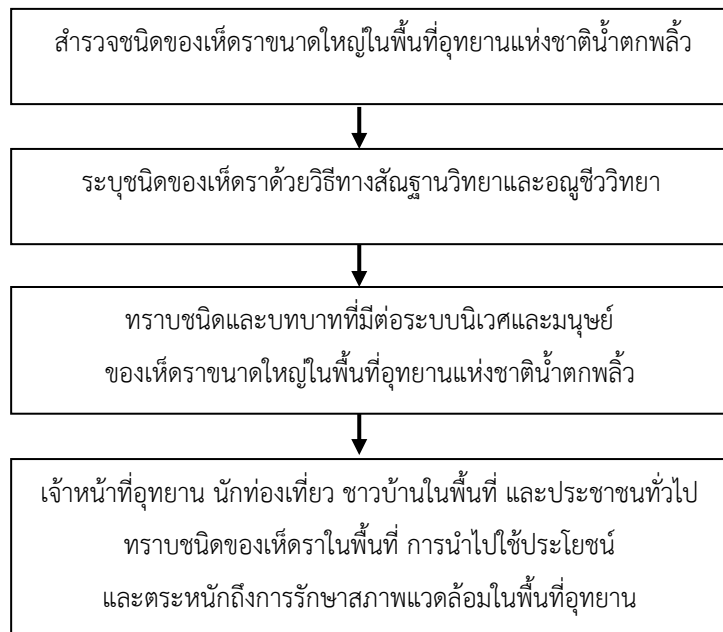 สำรวจชนิดของเห็ดราขนาดใหญ่ในพื้นที่อุทยานแห่งชาติน้ำตกพลิ้ว
ระบุชนิดของเห็ดราด้วยวิธีทางสัณฐานวิทยาและอณูชีววิทยา
ทราบชนิดและบทบาทที่มีต่อระบบนิเวศและมนุษย์
ของเห็ดราขนาดใหญ่ในพื้นที่อุทยานแห่งชาติน้ำตกพลิ้ว
เจ้าหน้าที่อุทยาน นักท่องเที่ยว ชาวบ้านในพื้นที่ และประชาชนทั่วไป
ทราบชนิดของเห็ดราในพื้นที่ การนำไปใช้ประโยชน์
และตระหนักถึงการรักษาสภาพแวดล้อมในพื้นที่อุทยาน